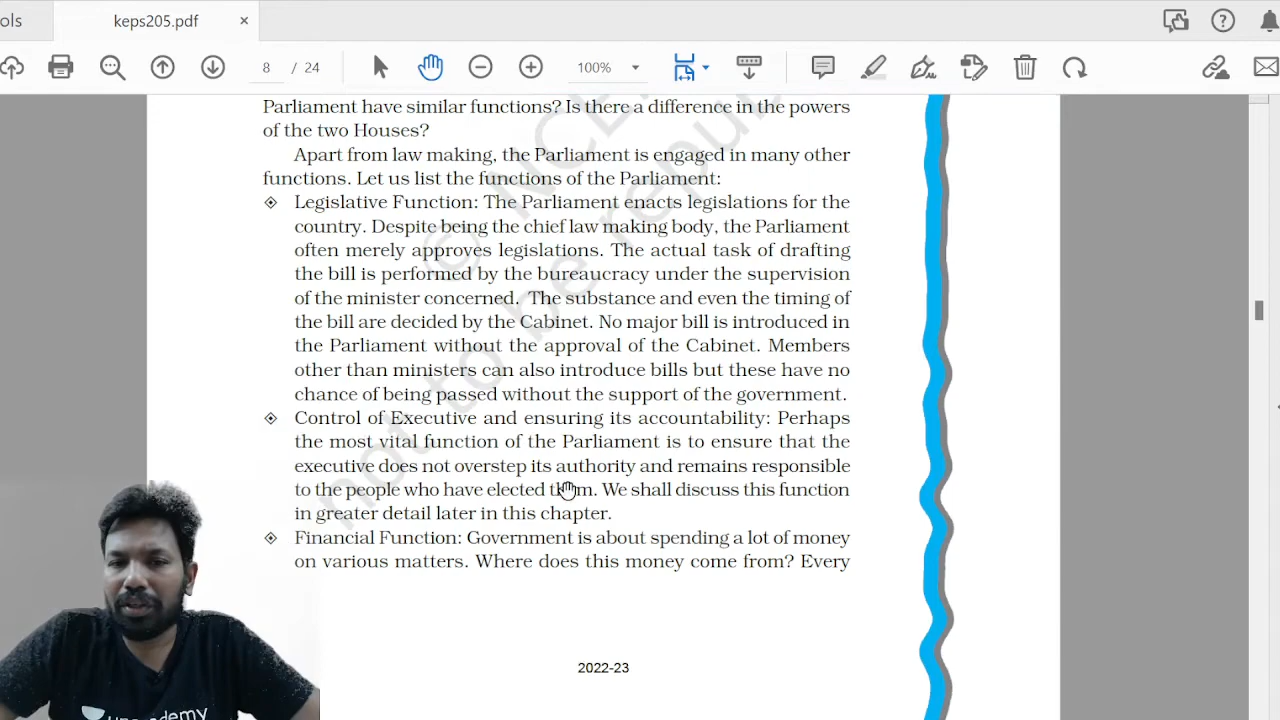 ols
keps205.pdf
8 / 24
100%
Parliament have similar functions? Is there a difference in the powers
of the two Houses?
Apart from law making, the Parliament is engaged in many other
functions. Let us list the functions of the Parliament:
Legislative Function: The Parliament enacts legislations for the
country. Despite being the chief law making body, the Parliament
often merely approves legislations. The actual task of drafting
the bill is performed by the bureaucracy under the supervision
of the minister concerned. The substance and even the timing of
the bill are decided by the Cabinet. No major bill is introduced in
the Parliament without the approval of the Cabinet. Members
other than ministers can also introduce bills but these have no
chance of being passed without the support of the government.
Control of Executive and ensuring its accountability: Perhaps
the most vital function of the Parliament is to ensure that the
executive does not overstep its authority and remains responsible
to the people who have elected them. We shall discuss this function
in greater detail later in this chapter.
Financial Function: Government is about spending a lot of money
on various matters. Where does this money come from? Every
2022-23
© NCE
not to be repu